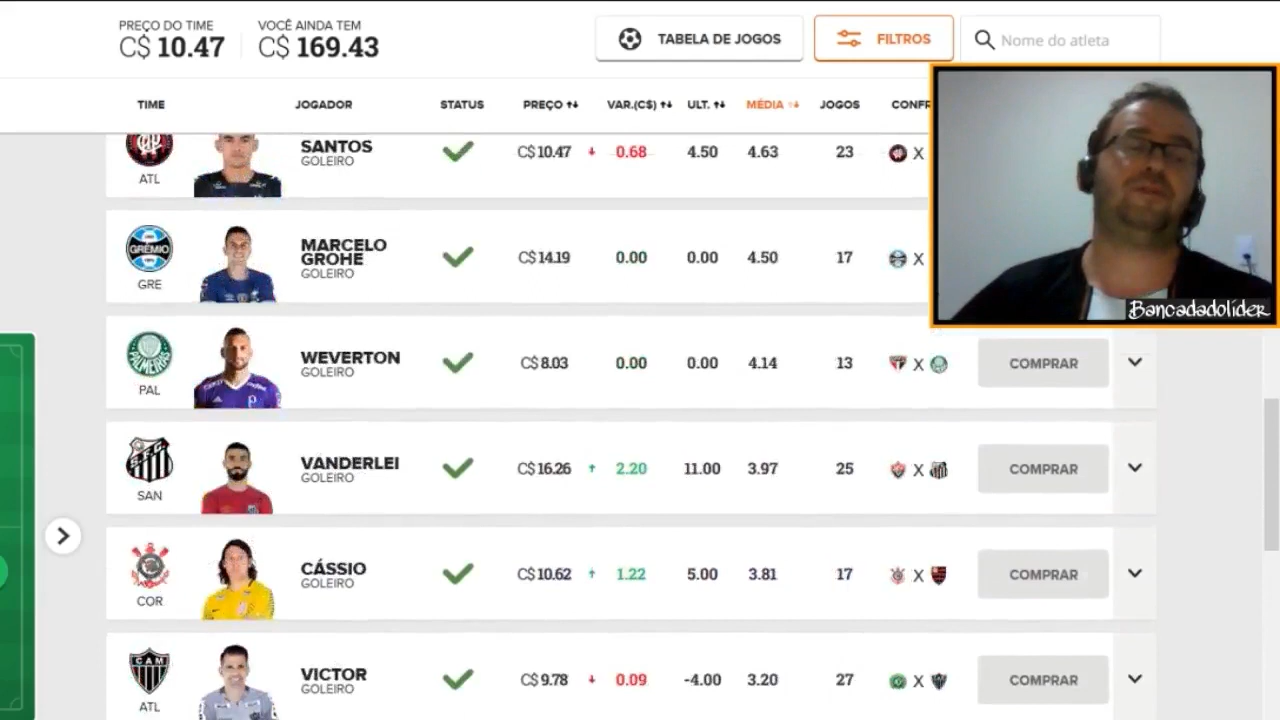 PREÇO DO TIME
C$ 10.47
VOCÊ AINDA TEM
C$ 169.43
TABELA DE JOGOS
FILTROS
Nome do atleta
TIME JOGADOR STATUS PREÇO VAR.(C$) ULT. MÉDIA JOGOS CONFR
ATL
SANTOS
GOLEIRO
C$ 10.47 0.68 4.50 4.63 23 X
GRÊMIO
GRE
MARCELO
GROHE
GOLEIRO
C$ 14.19 0.00 0.00 4.50 17 X
Bancadadolíder
PALMEIRAS
PAL
WEVERTON
GOLEIRO
C$ 8.03 0.00 0.00 4.14 13 X COMPRAR
SAN
VANDERLEI
GOLEIRO
C$ 16.26 2.20 11.00 3.97 25 X COMPRAR
COR
CÁSSIO
GOLEIRO
C$ 10.62 1.22 5.00 3.81 17 X COMPRAR
CAM
ATL
VICTOR
GOLEIRO
C$ 9.78 0.09 -4.00 3.20 27 X COMPRAR